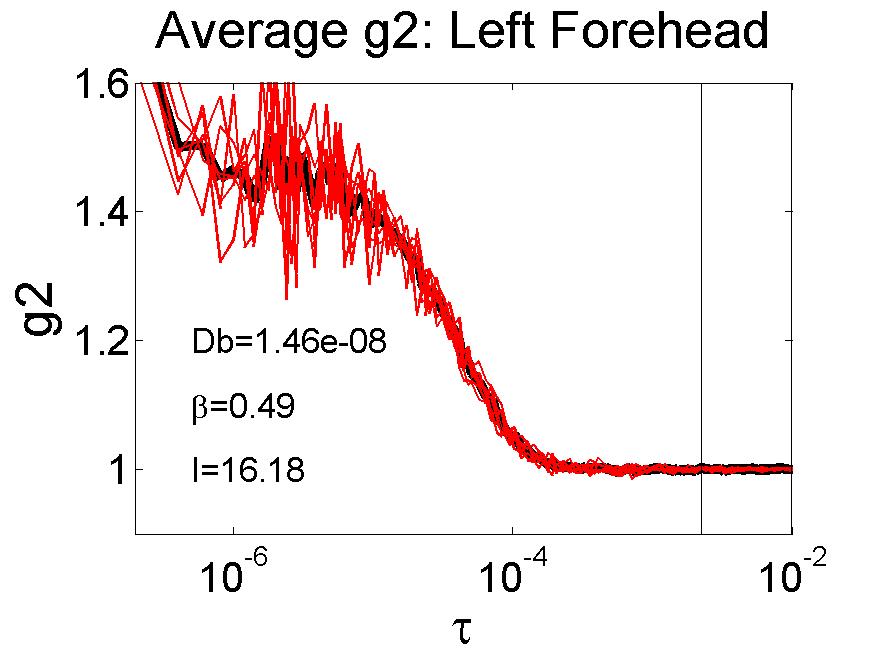 Average g2: Left Forehead
1.6
1.4
1.2
1
g2
Db=1.46e-08
β=0.49
I=16.18
10^-6
10^-4
10^-2
τ